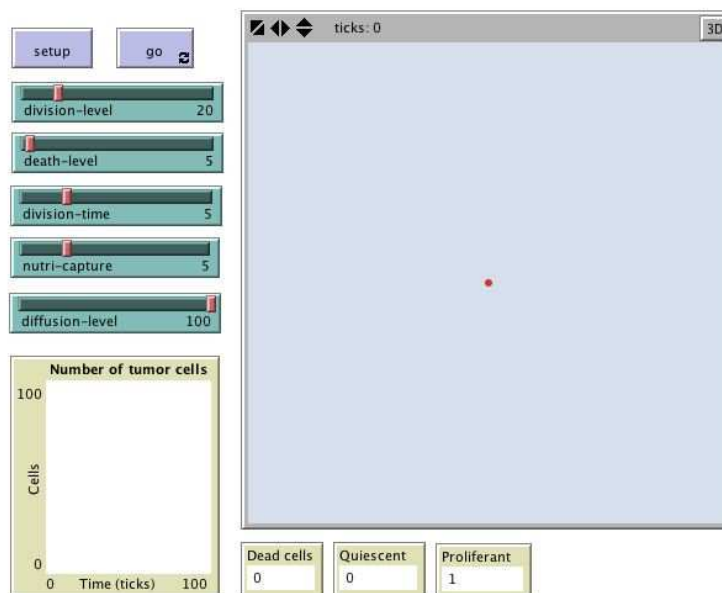 setup
go
ticks: 0
3D
division-level 20
death-level 5
division-time 5
nutri-capture 5
diffusion-level 100
Number of tumor cells
100
Cells
0
0 Time (ticks) 100
Dead cells
0
Quiescent
0
Proliferant
1